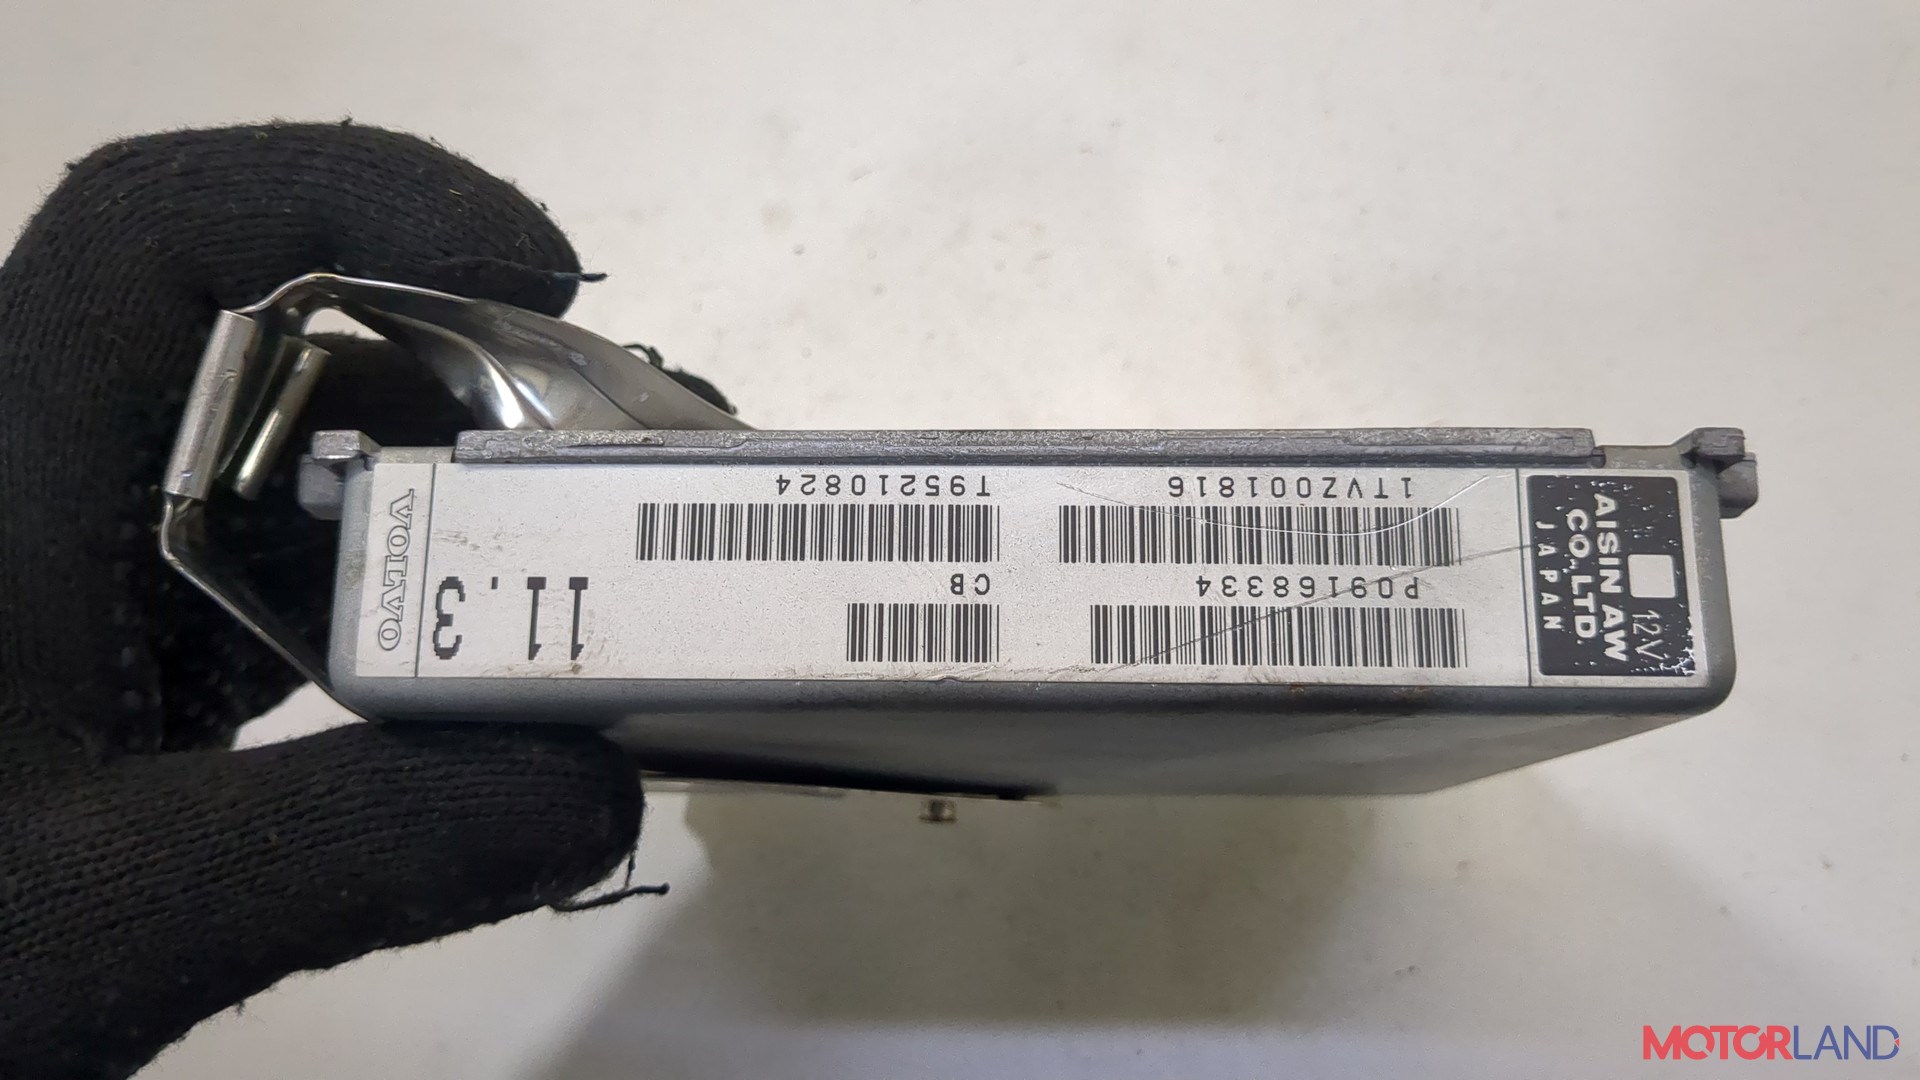 P09168334
CB
1TVZ001816
T95210824
11.3
VOLVO
12V
AISIN AW
CO.,LTD.
JAPAN
MOTORLAND